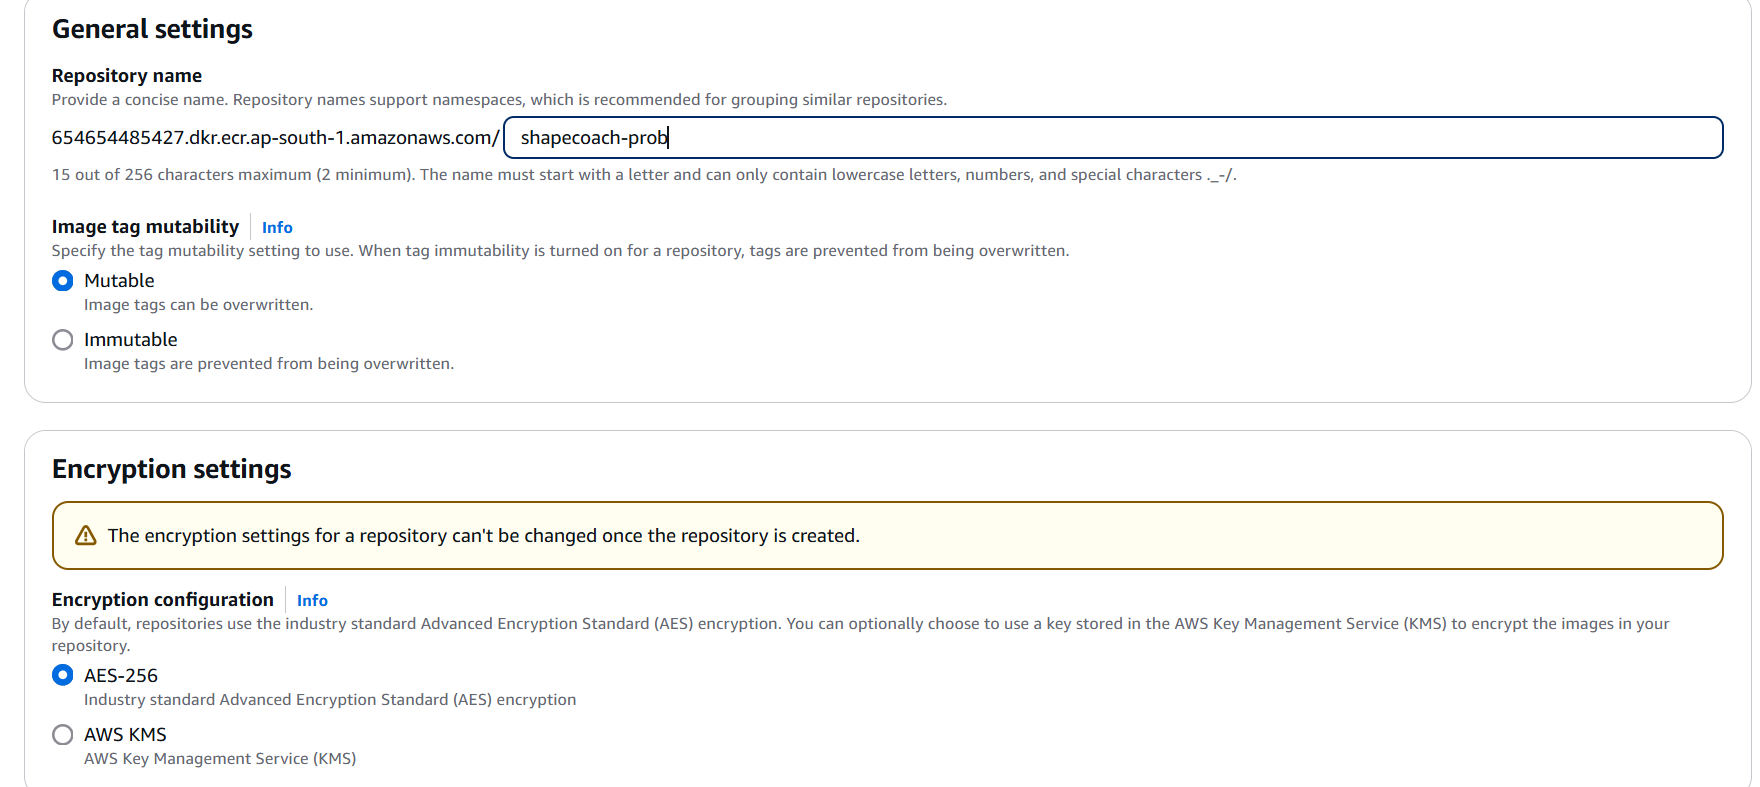 General settings
Repository name
Provide a concise name. Repository names support namespaces, which is recommended for grouping similar repositories.
654654485427.dkr.ecr.ap-south-1.amazonaws.com/ shapecoach-prob
15 out of 256 characters maximum (2 minimum). The name must start with a letter and can only contain lowercase letters, numbers, and special characters ._-/.
Image tag mutability Info
Specify the tag mutability setting to use. When tag immutability is turned on for a repository, tags are prevented from being overwritten.
Mutable
Image tags can be overwritten.
Immutable
Image tags are prevented from being overwritten.
Encryption settings
The encryption settings for a repository can't be changed once the repository is created.
Encryption configuration Info
By default, repositories use the industry standard Advanced Encryption Standard (AES) encryption. You can optionally choose to use a key stored in the AWS Key Management Service (KMS) to encrypt the images in your
repository.
AES-256
Industry standard Advanced Encryption Standard (AES) encryption
AWS KMS
AWS Key Management Service (KMS)